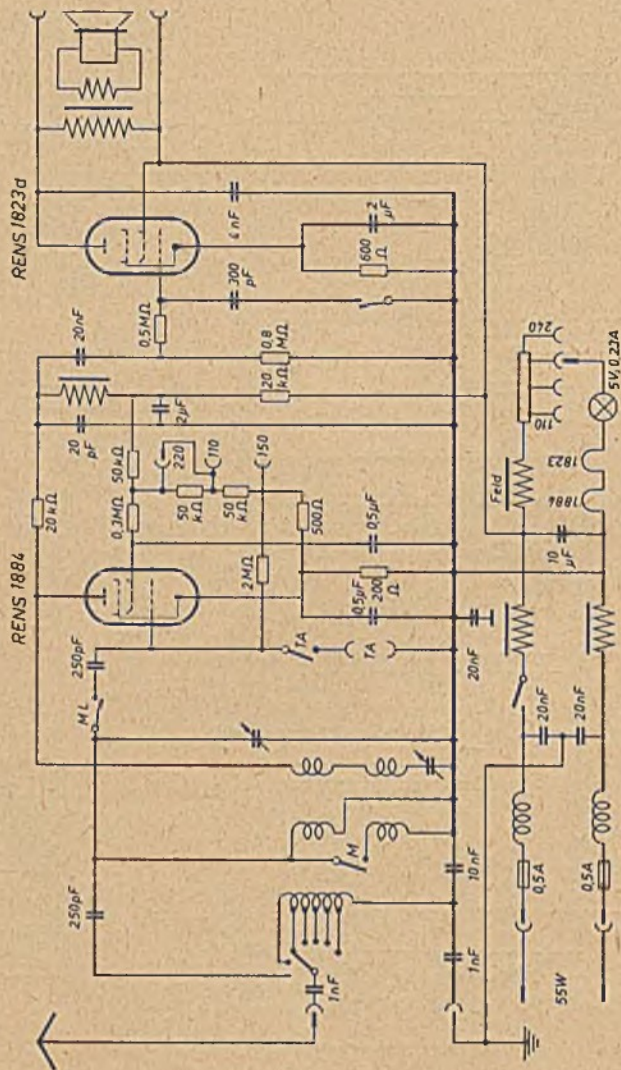 RENS 1823d
RENS 1884
250pF
250pF
ML
20kΩ
20 pF
20nF
50kΩ
0,3MΩ
0,5MΩ
2µF
220
110
150
50 kΩ
50 kΩ
500Ω
2MΩ
20 kΩ
0,8 MΩ
300 pF
6 nF
600 Ω
2 µF
0,5µF
0,5µF
200 Ω
TA
TA
M
1nF
1nF
10nF
20nF
20nF
20nF
0,5A
0,5A
55W
10 µF
Feld
110
240
1884
1823
5V, 0,22A